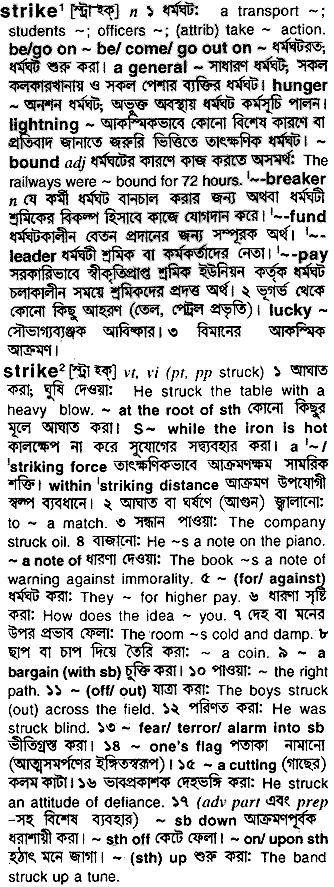 strike¹ [স্ট্রা ইক্] n ১ ধর্মঘট: a transport ~;
students ~; officers ~; (attrib) take ~ action.
be/go on ~ be/ come/ go out on ~ ধর্মঘটরত;
ধর্মঘট শুরু করা। a general ~ সাধারণ ধর্মঘট; সকল
কলকারখানায় ও সকল পেশার ব্যক্তির ধর্মঘট। hunger
~ অনশন ধর্মঘট; অভুক্ত অবস্থায় ধর্মঘট কর্মসূচি পালন।
lightning ~ আকস্মিকভাবে কোনো বিশেষ কারণে বা
প্রতিবাদ জানাতে জরুরি ভিত্তিতে তাৎক্ষণিক ধর্মঘট। ~
bound adj ধর্মঘটের কারণে কাজ করতে অসমর্থ: The
railways were ~ bound for 72 hours. ˈ~-breaker
n যে কর্মী ধর্মঘট বানচাল করার জন্য অথবা ধর্মঘটী
শ্রমিকের বিকল্প হিসাবে কাজে যোগদান করে। ˈ~-fund
ধর্মঘটকালীন বেতন প্রদানের জন্য সম্পূরক অর্থ। ˈ~-
leader ধর্মঘটী শ্রমিক বা কর্মকর্তাদের নেতা। ˈ~-pay
সরকারিভাবে স্বীকৃতিপ্রাপ্ত শ্রমিক ইউনিয়ন কর্তৃক ধর্মঘট
চলাকালীন সময়ে শ্রমিকদের প্রদত্ত অর্থ। ২ ভূগর্ভ থেকে
কোনো কিছু আহরণ (তেল, পেট্রল প্রভৃতি)। lucky ~
সৌভাগ্যব্যঞ্জক আবিষ্কার। ৩ বিমানের আকস্মিক
আক্রমণ।
strike² [স্ট্রা ইক্] vt, vi (pt, pp struck) ১ আঘাত
করা; ঘুষি দেওয়া: He struck the table with a
heavy blow. ~ at the root of sth কোনো কিছুর
মূলে আঘাত করা। S~ while the iron is hot
কালক্ষেপ না করে সুযোগের সদ্ব্যবহার করা। a ˈ~/
ˈstriking force তাৎক্ষণিকভাবে আক্রমণক্ষম সামরিক
শক্তি। within ˈstriking distance আক্রমণ উপযোগী
স্বল্প ব্যবধানে। ২ আঘাত বা ঘর্ষণে (আগুন) জ্বালানো:
to ~ a match. ৩ সন্ধান পাওয়া: The company
struck oil. ৪ বাজানো: He ~s a note on the piano.
~ a note of ধারণা দেওয়া: The book ~s a note of
warning against immorality. ৫ ~ (for/ against)
ধর্মঘট করা: They ~ for higher pay. ৬ ধারণা সৃষ্টি
করা: How does the idea ~ you. ৭ দেহ বা মনের
উপর প্রভাব ফেলা: The room ~s cold and damp. ৮
ছাপ বা চাপ দিয়ে তৈরি করা: ~ a coin. ৯ ~ a
bargain (with sb) চুক্তি করা। ১০ পাওয়া: ~ the right
path. ১১ ~ (off/ out) যাত্রা করা: The boys struck
(out) across the field. ১২ পরিণত করা: He was
struck blind. ১৩ ~ fear/ terror/ alarm into sb
ভীতিগ্রস্ত করা। ১৪ ~ one's flag পতাকা নামানো
(আত্মসমর্পণের ইঙ্গিতস্বরূপ)। ১৫ ~ a cutting (গাছের)
কলম কাটা। ১৬ ভাবপ্রকাশক দেহভঙ্গি করা: He struck
an attitude of defiance. ১৭ (adv part এবং prep
-সহ বিশেষ ব্যবহার) ~ sb down আক্রমণপূর্বক
ধরাশায়ী করা। ~ sth off কেটে ফেলা। ~ on/ upon sth
হঠাৎ মনে জাগা। ~ (sth) up শুরু করা: The band
struck up a tune.